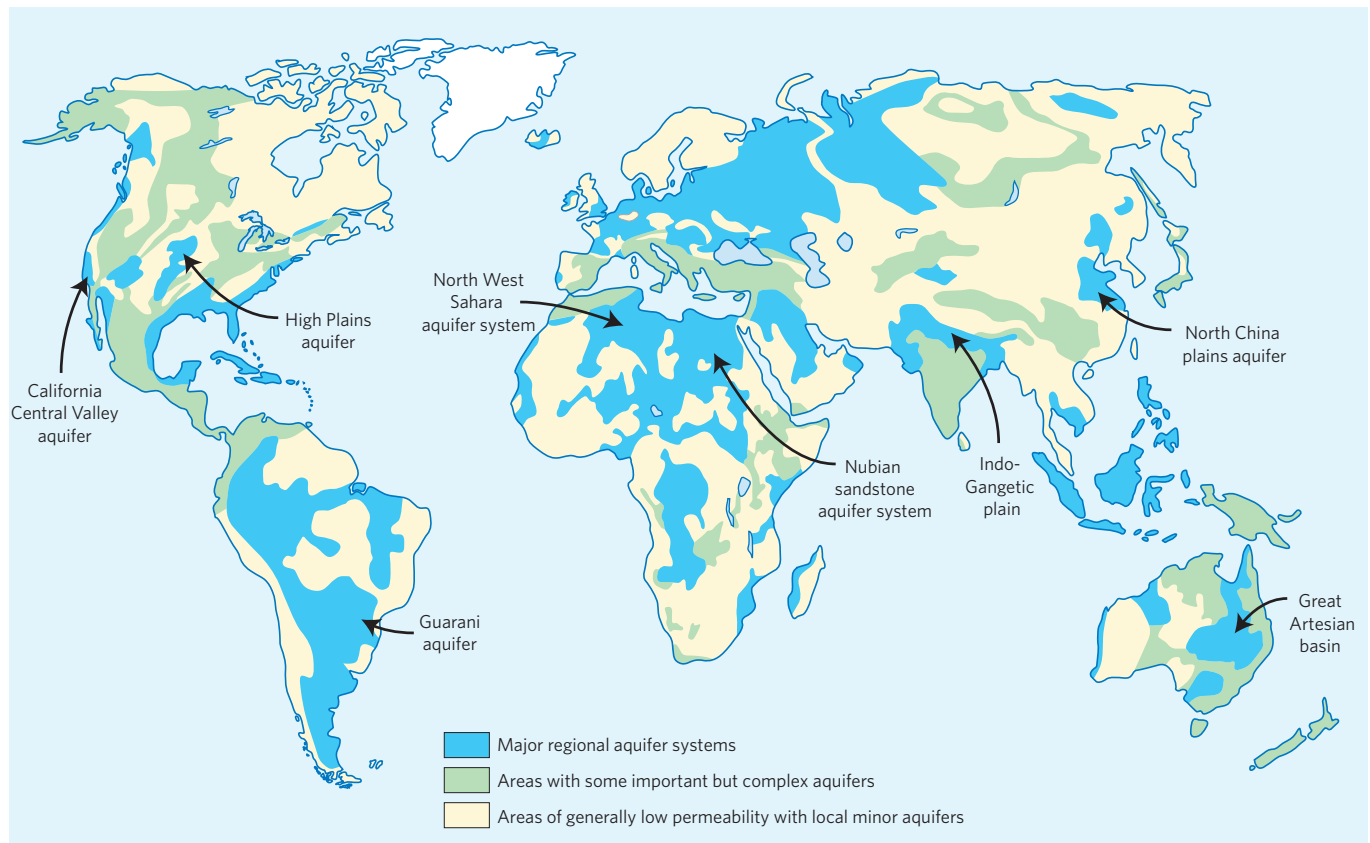 High Plains
aquifer
California
Central Valley
aquifer
Guarani
aquifer
North West
Sahara
aquifer system
Nubian
sandstone
aquifer system
Indo-
Gangetic
plain
North China
plains aquifer
Great
Artesian
basin
Major regional aquifer systems
Areas with some important but complex aquifers
Areas of generally low permeability with local minor aquifers